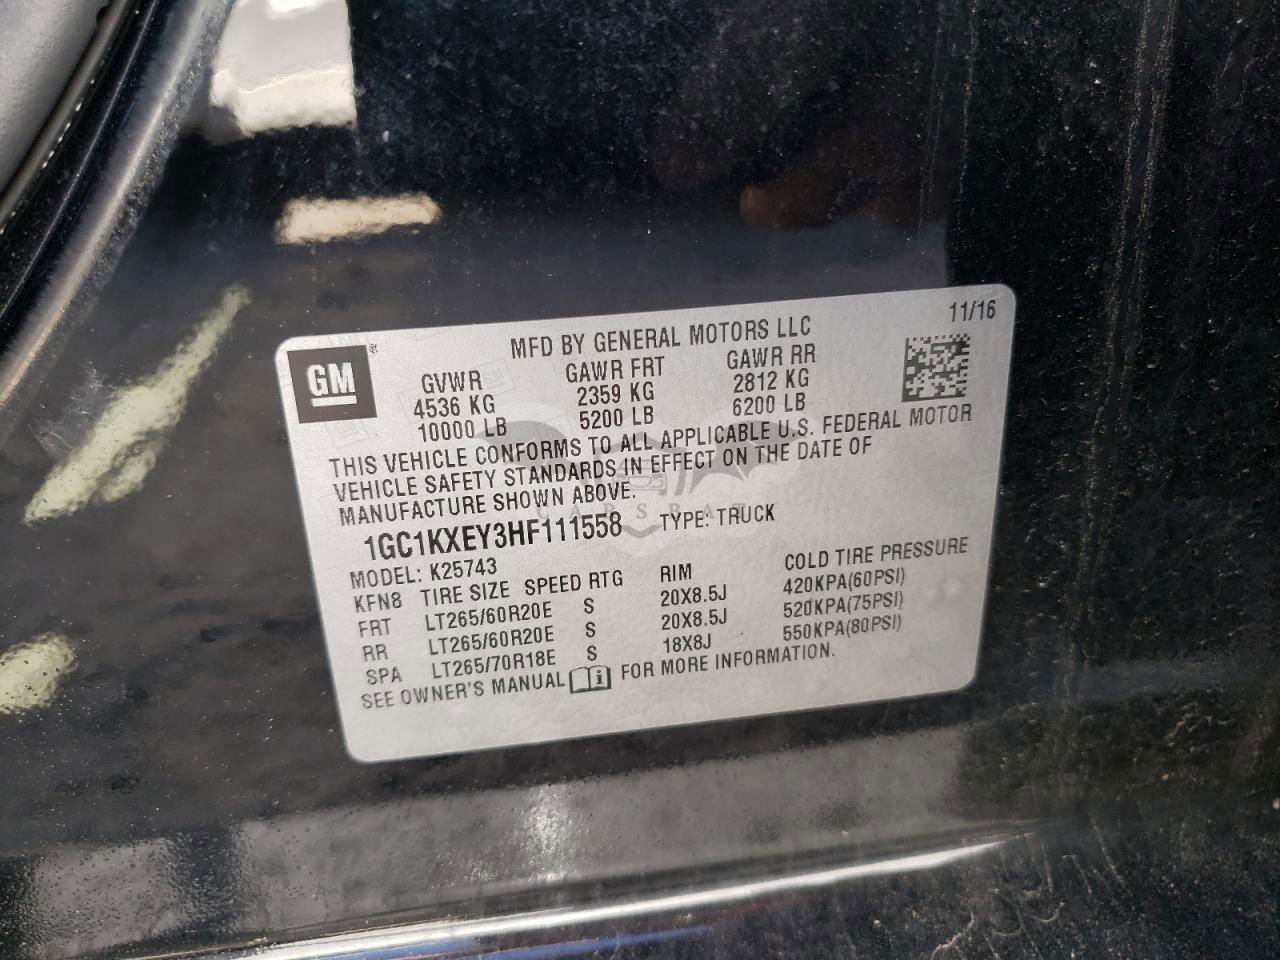 11/16
MFD BY GENERAL MOTORS LLC
GM®
GVWR GAWR FRT GAWR RR
4536 KG 2359 KG 2812 KG
10000 LB 5200 LB 6200 LB
THIS VEHICLE CONFORMS TO ALL APPLICABLE U.S. FEDERAL MOTOR
VEHICLE SAFETY STANDARDS IN EFFECT ON THE DATE OF
MANUFACTURE SHOWN ABOVE.
1GC1KXEY3HF111558 TYPE: TRUCK
MODEL: K25743
KFN8 TIRE SIZE SPEED RTG RIM COLD TIRE PRESSURE
FRT LT265/60R20E S 20X8.5J 420KPA(60PSI)
RR LT265/60R20E S 20X8.5J 520KPA(75PSI)
SPA LT265/70R18E S 18X8J 550KPA(80PSI)
SEE OWNER'S MANUAL i FOR MORE INFORMATION.